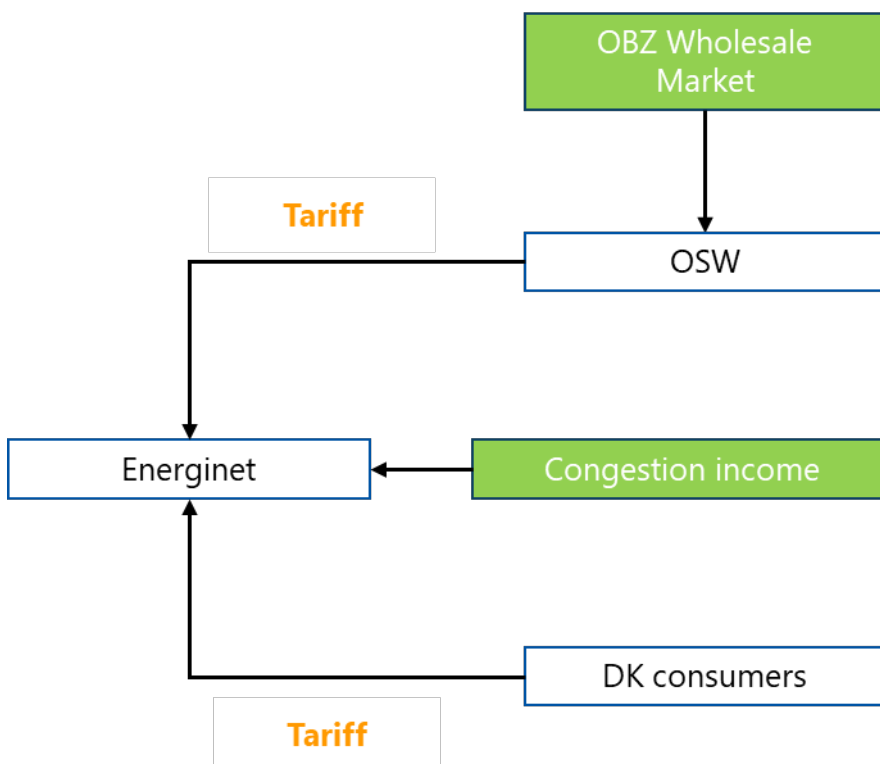 OBZ Wholesale
Market
Tariff
OSW
Energinet
Congestion income
DK consumers
Tariff